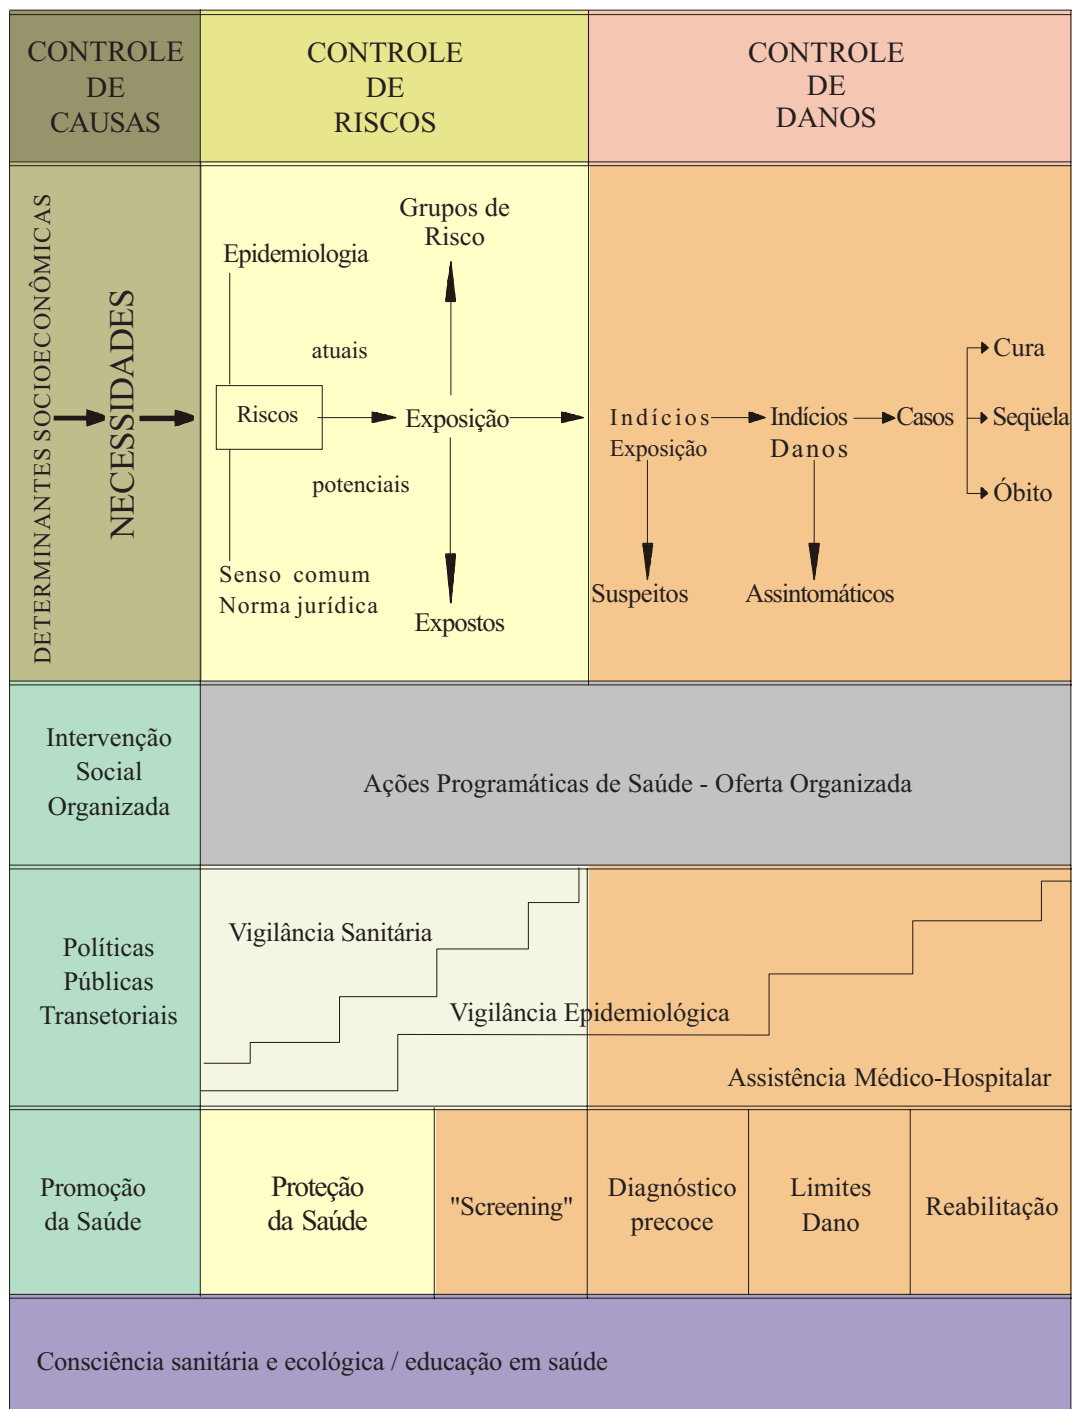 CONTROLE
DE
CAUSAS
CONTROLE
DE
RISCOS
CONTROLE
DE
DANOS
DETERMINANTES SOCIOECONÔMICAS
NECESSIDADES
Epidemiologia
Grupos de
Risco
atuais
Riscos
Exposição
potenciais
Senso comum
Norma jurídica
Expostos
Indícios
Exposição
Indícios
Danos
Casos
Cura
Seqüela
Óbito
Suspeitos
Assintomáticos
Intervenção
Social
Organizada
Ações Programáticas de Saúde - Oferta Organizada
Políticas
Públicas
Transetoriais
Vigilância Sanitária
Vigilância Epidemiológica
Assistência Médico-Hospitalar
Promoção
da Saúde
Proteção
da Saúde
"Screening"
Diagnóstico
precoce
Limites
Dano
Reabilitação
Consciência sanitária e ecológica / educação em saúde